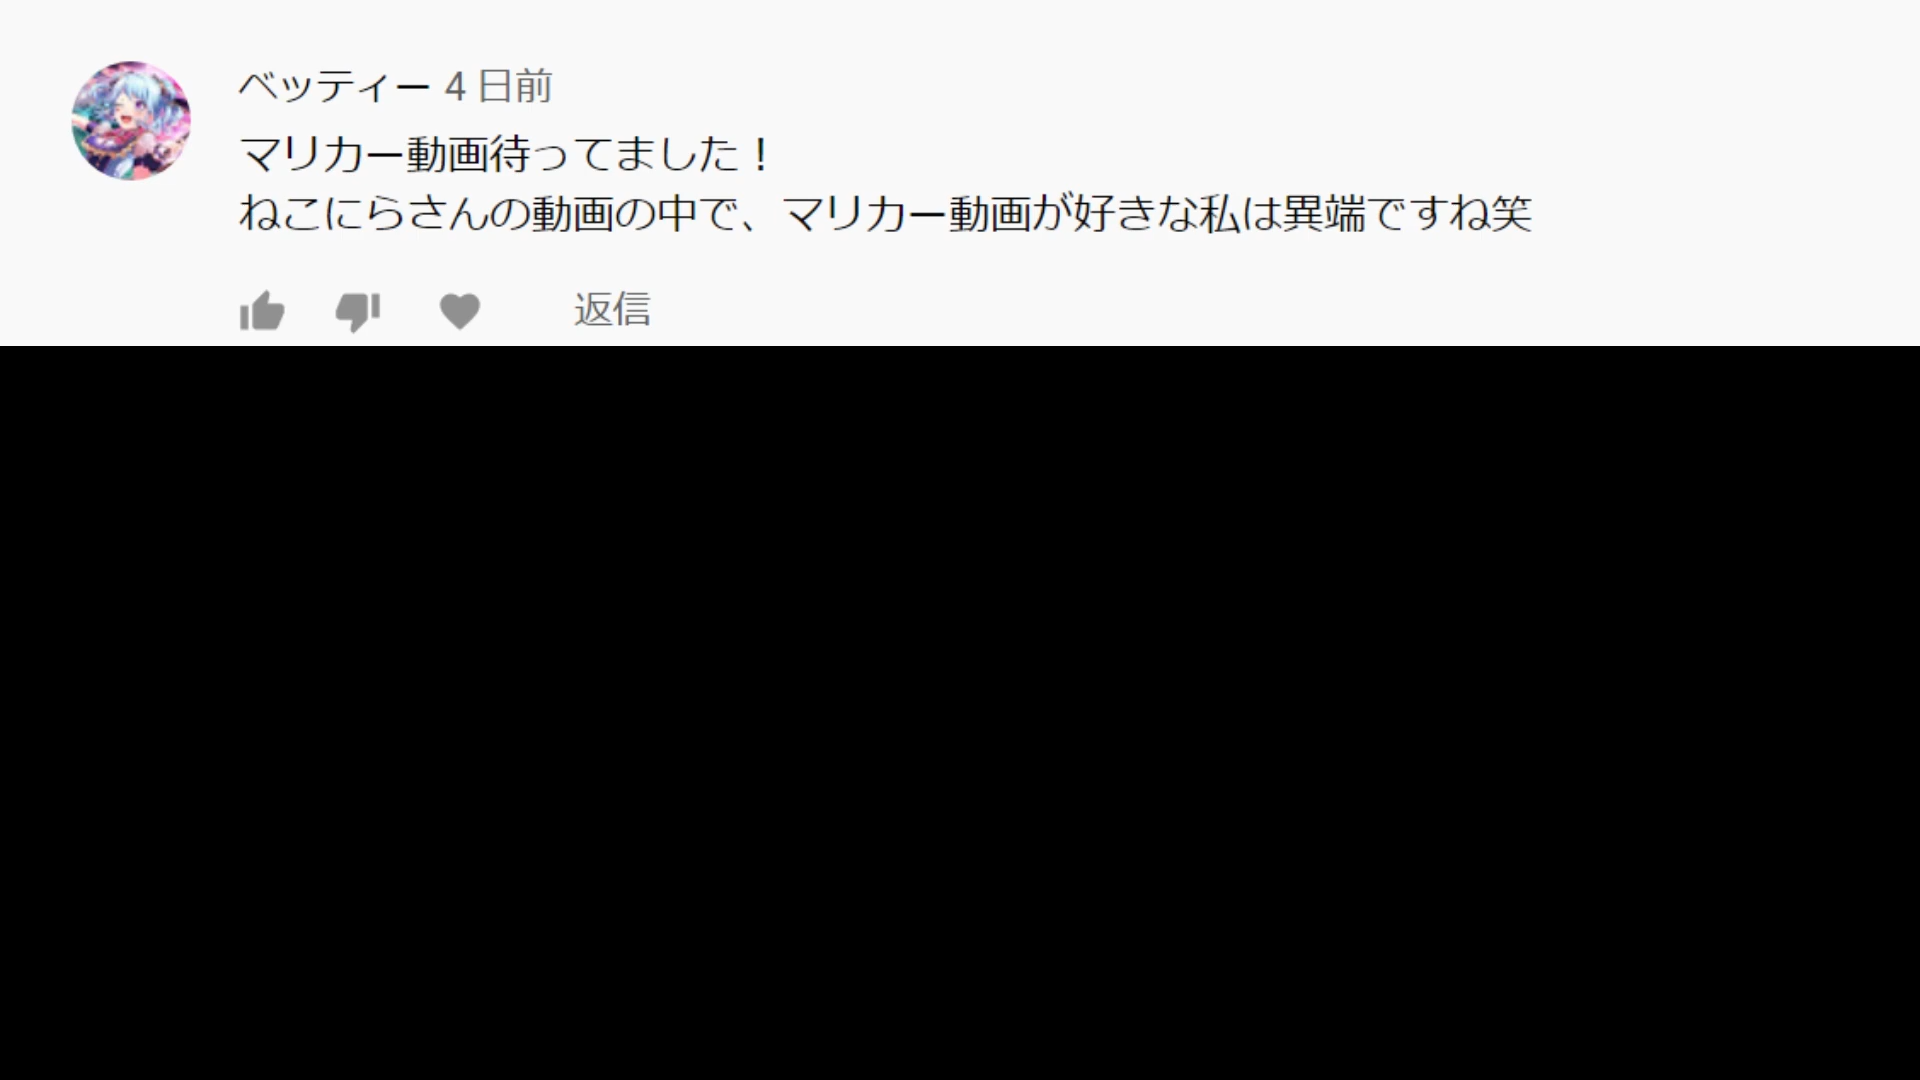 ベッティー 4 日前
マリカー動画待ってました！
ねこにらさんの動画の中で、マリカー動画が好きな私は異端ですね笑
返信